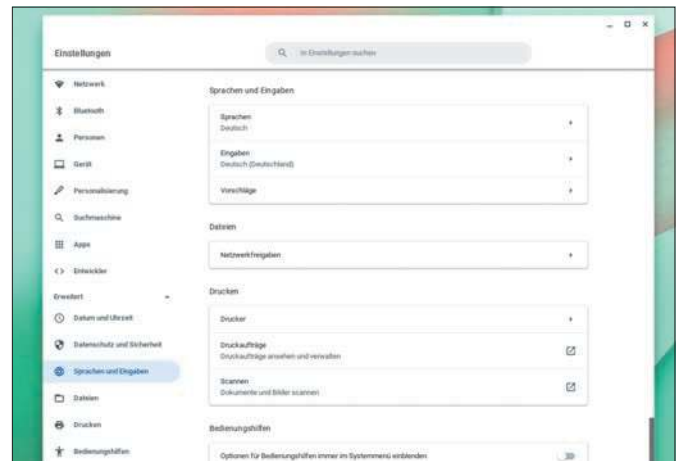 Einstellungen
In Einstellungen suchen
Netzwerk
Bluetooth
Personen
Gerät
Personalisierung
Suchmaschine
Apps
Entwickler
Erweitert
Datum und Uhrzeit
Datenschutz und Sicherheit
Sprachen und Eingaben
Dateien
Drucken
Bedienungshilfen
Sprachen und Eingaben
Sprachen
Deutsch
Eingaben
Deutsch (Deutschland)
Vorschläge
Dateien
Netzwerkfreigaben
Drucken
Drucker
Druckaufträge
Druckaufträge ansehen und verwalten
Scannen
Dokumente und Bilder scannen
Bedienungshilfen
Optionen für Bedienungshilfen immer im Systemmenü einblenden